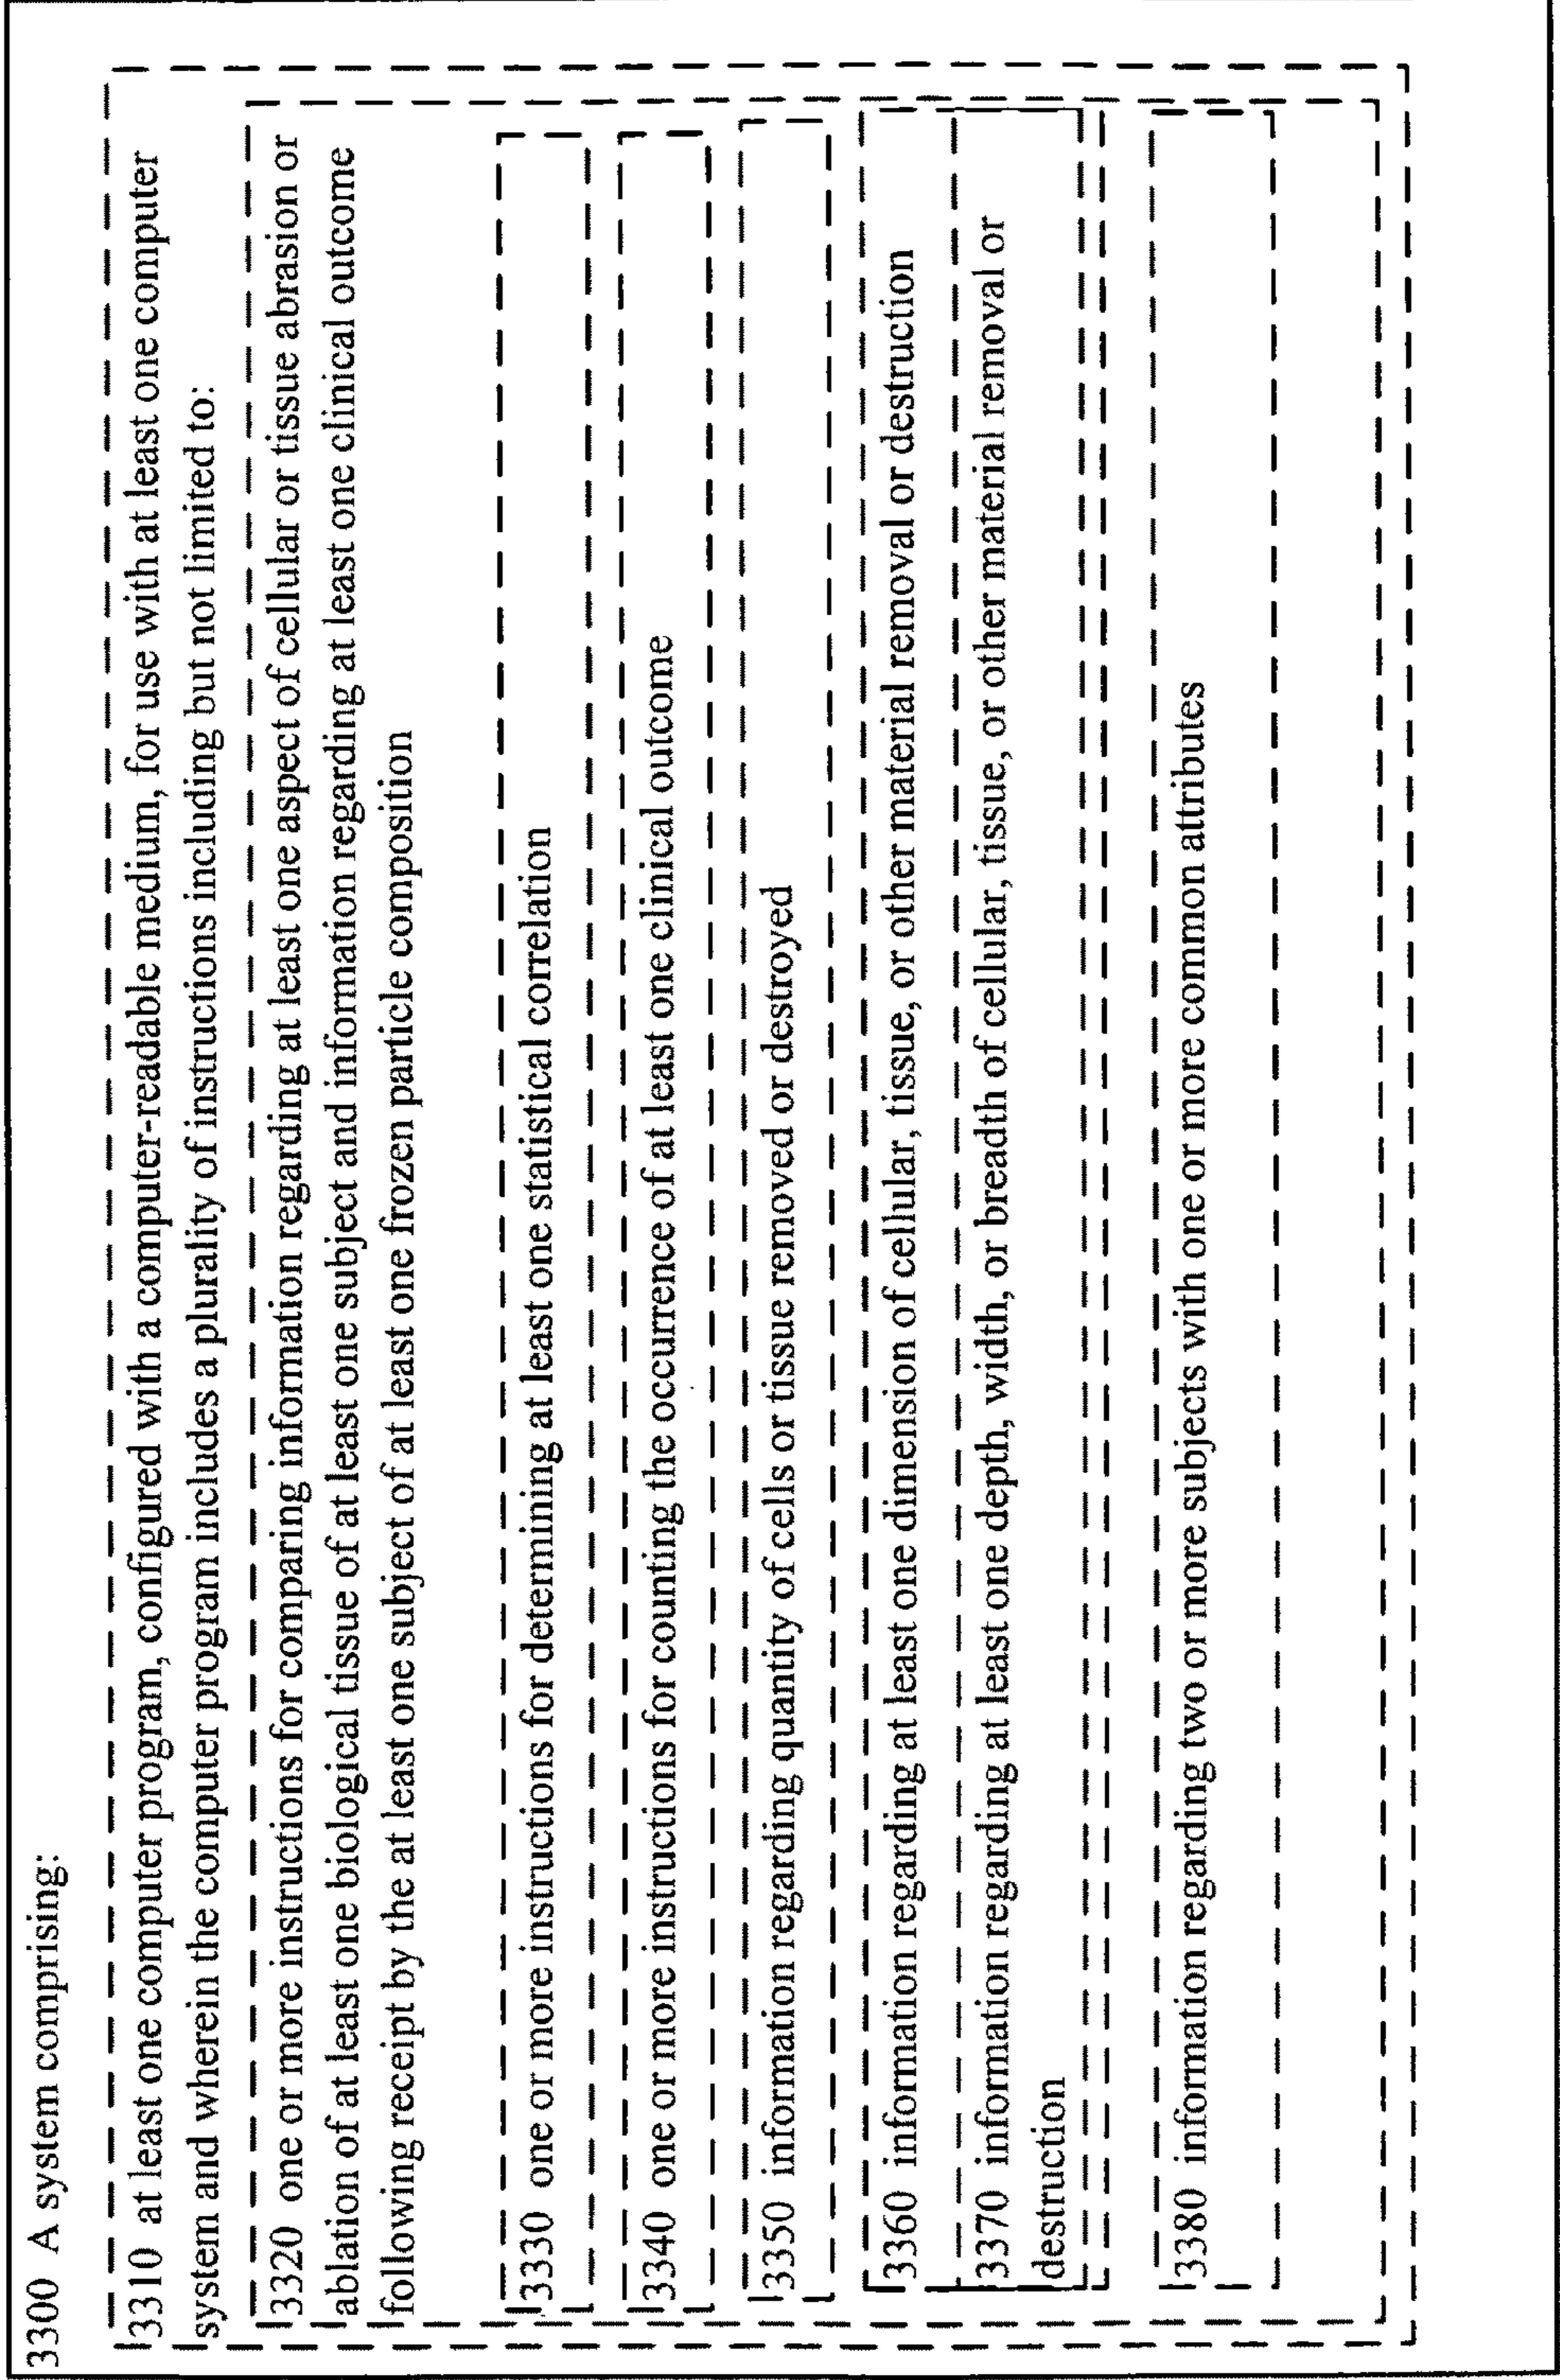 3300 A system comprising:
3310 at least one computer program, configured with a computer-readable medium, for use with at least one computer
system and wherein the computer program includes a plurality of instructions including but not limited to:
3320 one or more instructions for comparing information regarding at least one aspect of cellular or tissue abrasion or
ablation of at least one biological tissue of at least one subject and information regarding at least one clinical outcome
following receipt by the at least one subject of at least one frozen particle composition
3330 one or more instructions for determining at least one statistical correlation
3340 one or more instructions for counting the occurrence of at least one clinical outcome
3350 information regarding quantity of cells or tissue removed or destroyed
3360 information regarding at least one dimension of cellular, tissue, or other material removal or destruction
3370 information regarding at least one depth, width, or breadth of cellular, tissue, or other material removal or
destruction
3380 information regarding two or more subjects with one or more common attributes